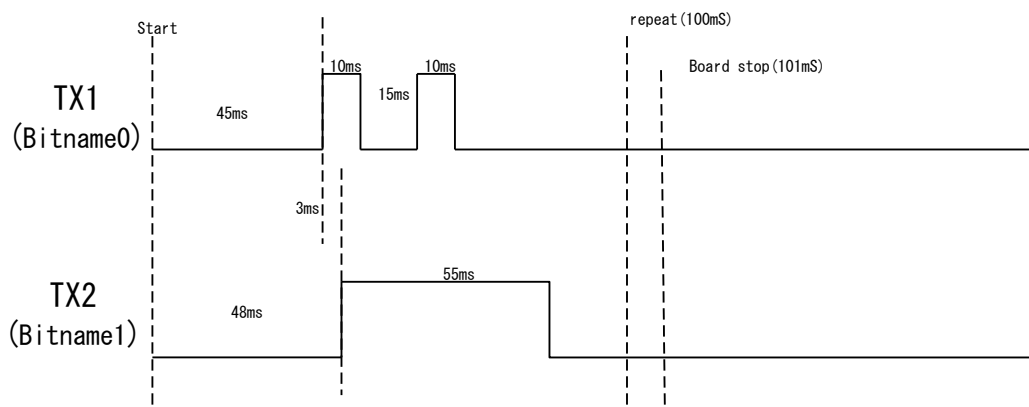 repeat(100mS)
Start
Board stop(101mS)
10ms
10ms
TX1
15ms
45ms
(Bitname0)
3ms
55ms
TX2
48ms
(Bitname1)